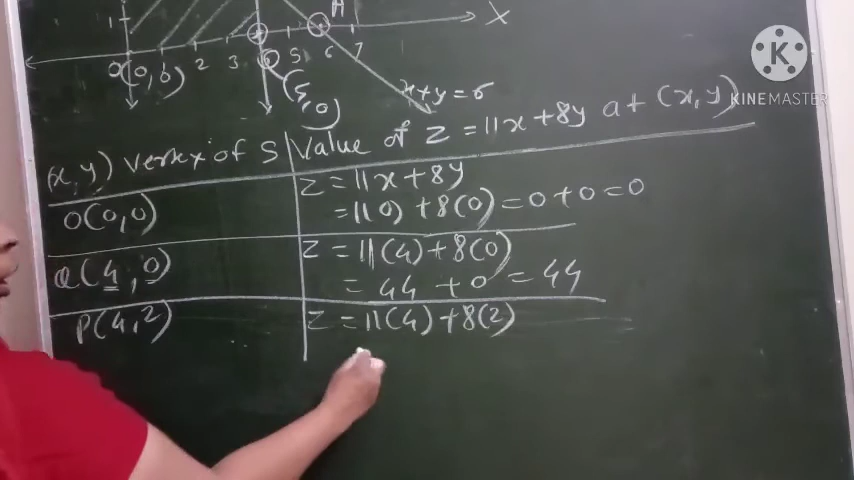 1
A
X
O(0,0)
2
3
5
6
7
x+y=6
KINEMASTER
(x, y) Vertex of S Value of Z = 11x + 8y at (x, y)
O(0,0)
Z = 11x + 8y
= 11(0) + 8(0) = 0 + 0 = 0
Q(4, 0)
Z = 11(4) + 8(0)
= 44 + 0 = 44
P(4, 2)
Z = 11(4) + 8(2)